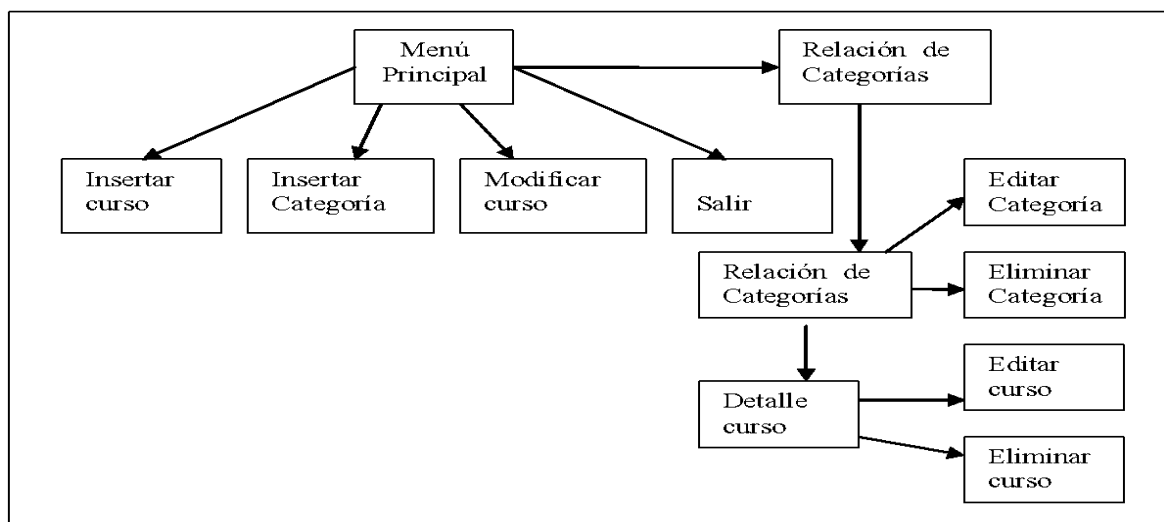 Menú
Principal
Relación de
Categorías
Insertar
curso
Insertar
Categoría
Modificar
curso
Salir
Editar
Categoría
Relación de
Categorías
Eliminar
Categoría
Editar
curso
Detalle
curso
Eliminar
curso